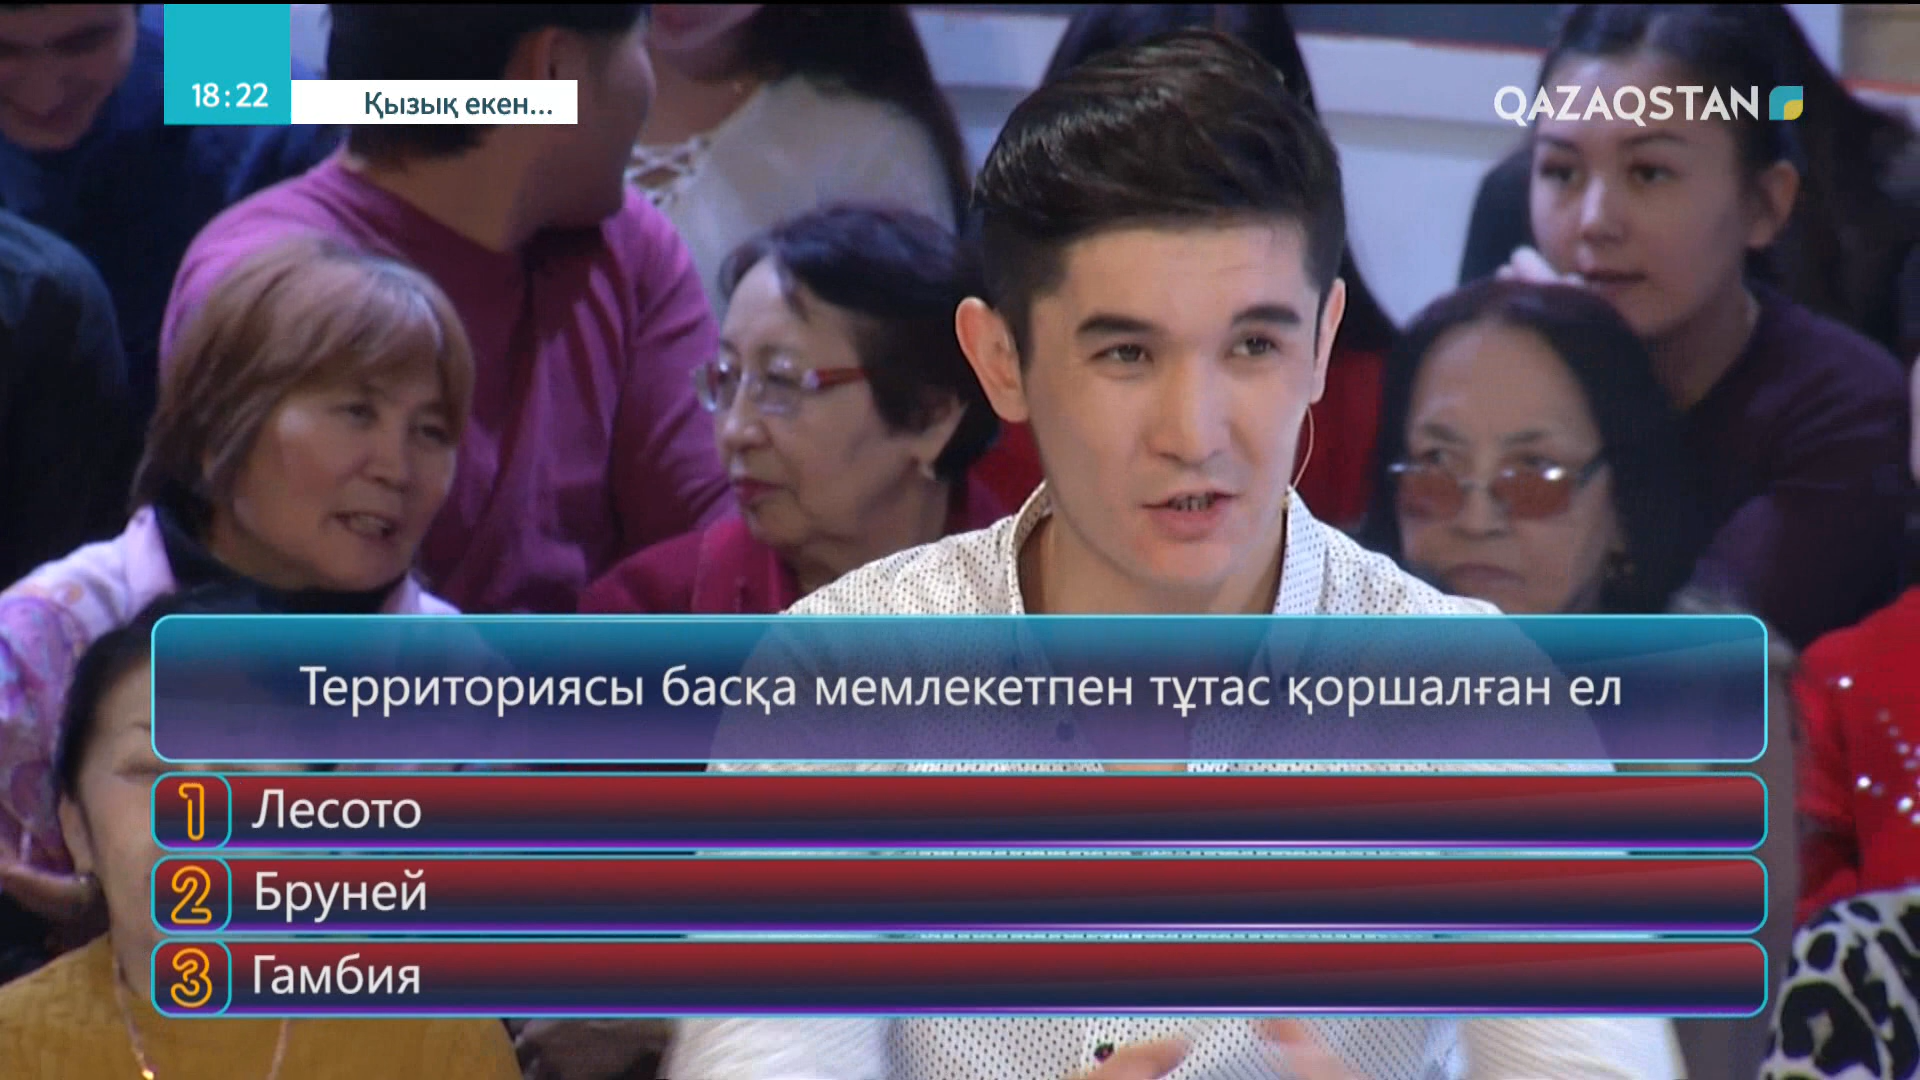 18:22
Қызық екен...
QAZAQSTAN
Территориясы басқа мемлекетпен тұтас қоршалған ел
1 Лесото
2 Бруней
3 Гамбия